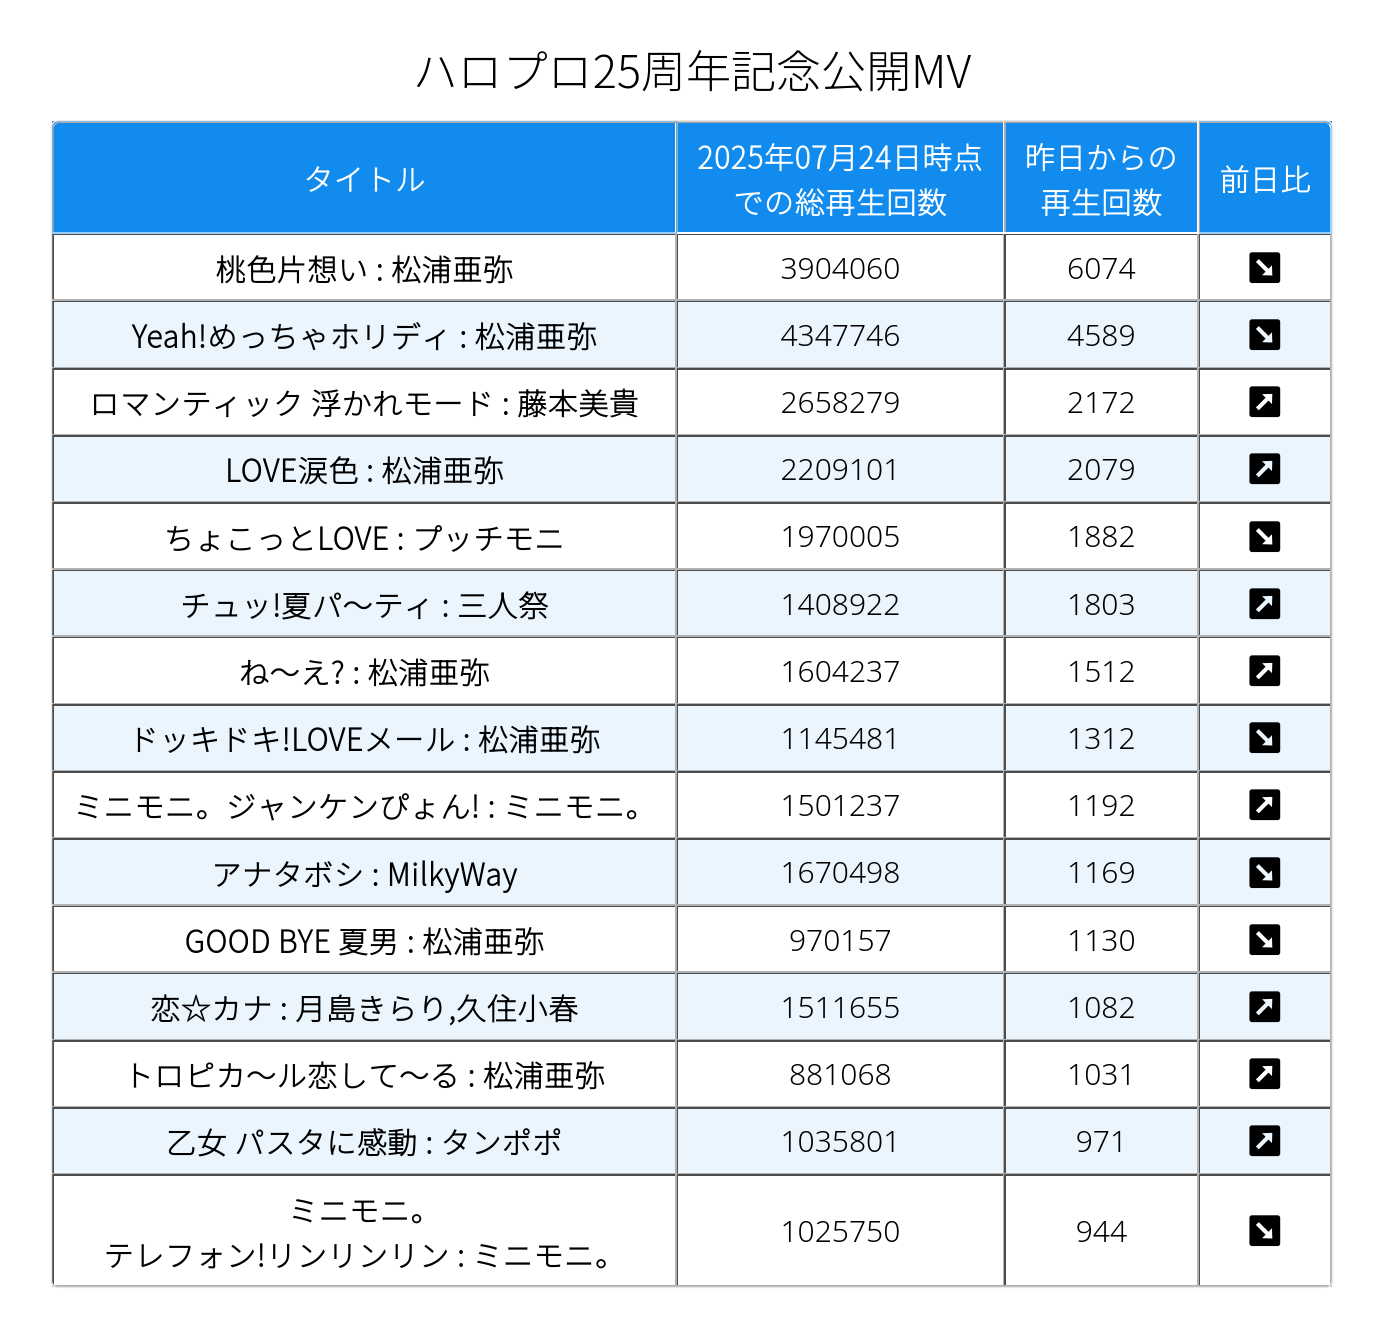 ハロプロ25周年記念公開MV
タイトル 2025年07月24日時点 昨日からの 前日比
での総再生回数 再生回数
桃色片想い : 松浦亜弥 3904060 6074
Yeah!めっちゃホリディ : 松浦亜弥 4347746 4589
ロマンティック 浮かれモード : 藤本美貴 2658279 2172
LOVE涙色 : 松浦亜弥 2209101 2079
ちょこっとLOVE : プッチモニ 1970005 1882
チュッ!夏パ〜ティ : 三人祭 1408922 1803
ね〜え? : 松浦亜弥 1604237 1512
ドッキドキ!LOVEメール : 松浦亜弥 1145481 1312
ミニモニ。ジャンケンぴょん! : ミニモニ。 1501237 1192
アナタボシ : MilkyWay 1670498 1169
GOOD BYE 夏男 : 松浦亜弥 970157 1130
恋☆カナ : 月島きらり,久住小春 1511655 1082
トロピカ〜ル恋して〜る : 松浦亜弥 881068 1031
乙女 パスタに感動 : タンポポ 1035801 971
ミニモニ。
テレフォン!リンリンリン : ミニモニ。 1025750 944